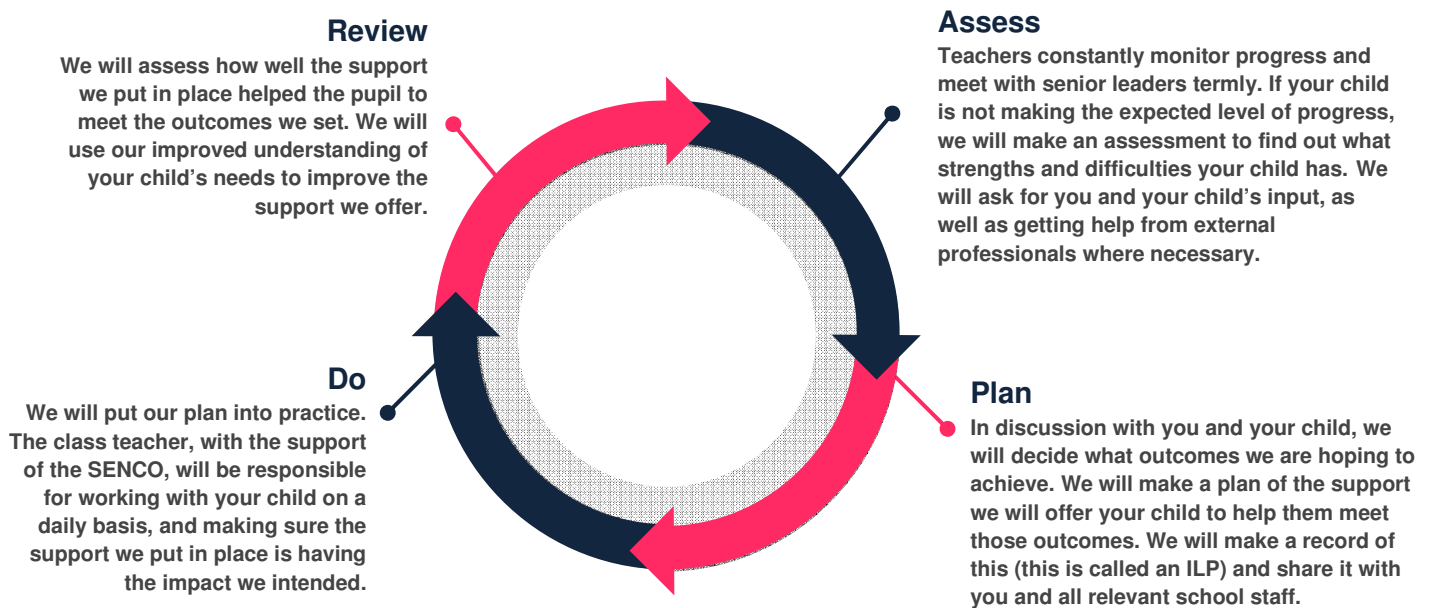 Review
We will assess how well the support
we put in place helped the pupil to
meet the outcomes we set. We will
use our improved understanding of
your child’s needs to improve the
support we offer.
Assess
Teachers constantly monitor progress and
meet with senior leaders termly. If your child
is not making the expected level of progress,
we will make an assessment to find out what
strengths and difficulties your child has. We
will ask for you and your child’s input, as
well as getting help from external
professionals where necessary.
Do
We will put our plan into practice.
The class teacher, with the support
of the SENCO, will be responsible
for working with your child on a
daily basis, and making sure the
support we put in place is having
the impact we intended.
Plan
In discussion with you and your child, we
will decide what outcomes we are hoping to
achieve. We will make a plan of the support
we will offer your child to help them meet
those outcomes. We will make a record of
this (this is called an ILP) and share it with
you and all relevant school staff.